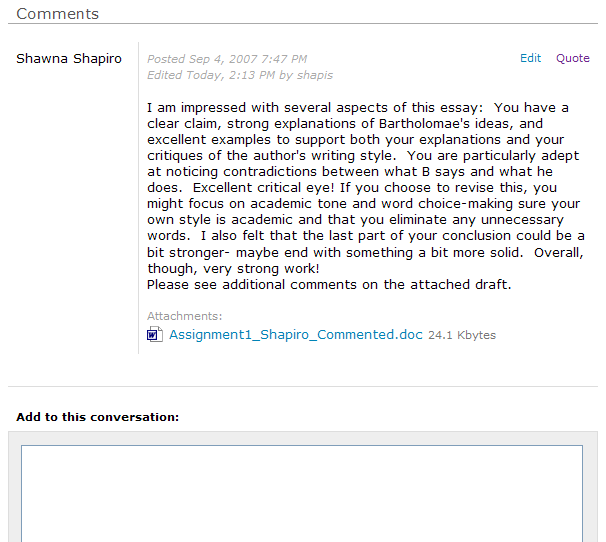 Comments
Shawna Shapiro
Posted Sep 4, 2007 7:47 PM
Edit Quote
Edited Today, 2:13 PM by shapis
I am impressed with several aspects of this essay:  You have a
clear claim, strong explanations of Bartholomae's ideas, and
excellent examples to support both your explanations and your
critiques of the author's writing style.  You are particularly adept
at noticing contradictions between what B says and what he
does.  Excellent critical eye! If you choose to revise this, you
might focus on academic tone and word choice-making sure your
own style is academic and that you eliminate any unnecessary
words.  I also felt that the last part of your conclusion could be a
bit stronger- maybe end with something a bit more solid.  Overall,
though, very strong work!
Please see additional comments on the attached draft.
Attachments:
Assignment1_Shapiro_Commented.doc 24.1 Kbytes
Add to this conversation: